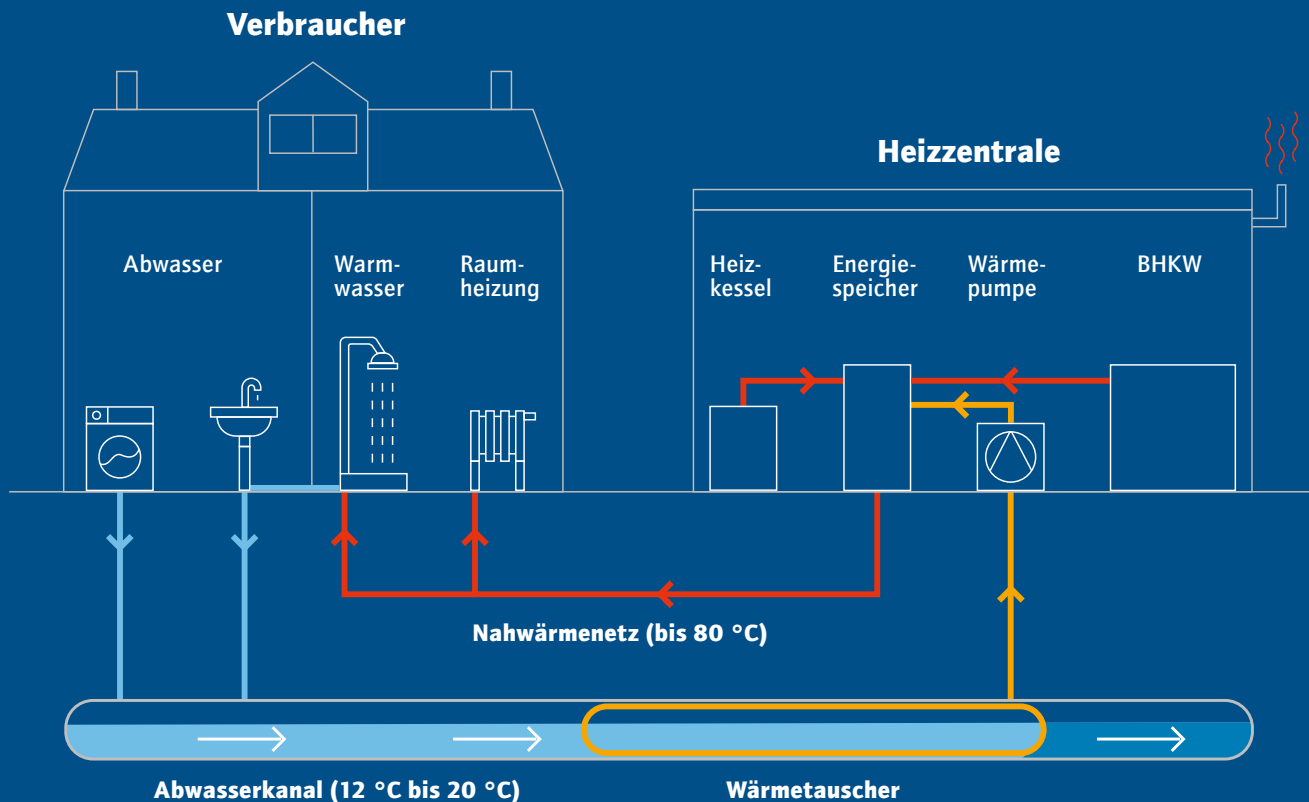 Verbraucher
Heizzentrale
Abwasser
Warm-
wasser
Raum-
heizung
Heiz-
kessel
Energie-
speicher
Wärme-
pumpe
BHKW
Nahwärmenetz (bis 80 °C)
Abwasserkanal (12 °C bis 20 °C)
Wärmetauscher